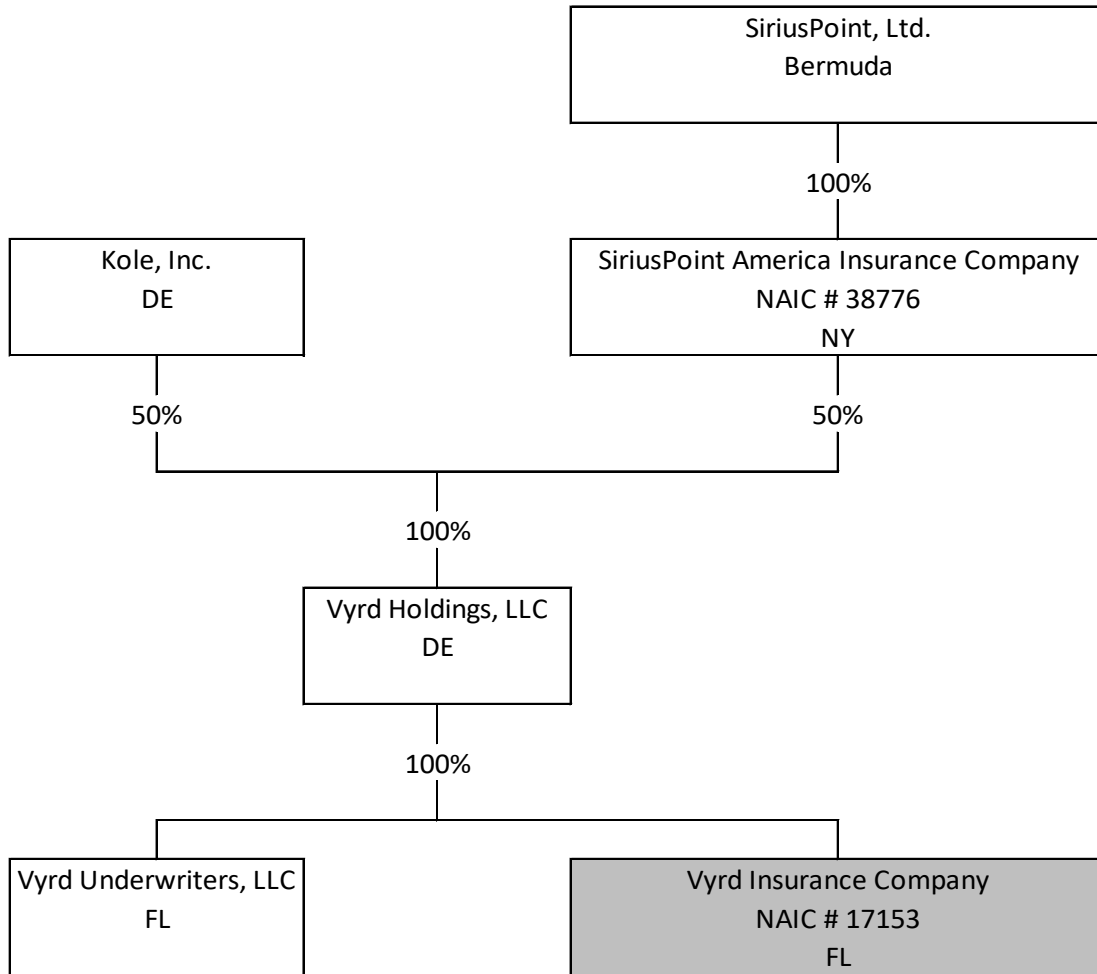 SiriusPoint, Ltd.
Bermuda
100%
Kole, Inc.
DE
SiriusPoint America Insurance Company
NAIC # 38776
NY
50%
50%
100%
Vyrd Holdings, LLC
DE
100%
Vyrd Underwriters, LLC
FL
Vyrd Insurance Company
NAIC # 17153
FL